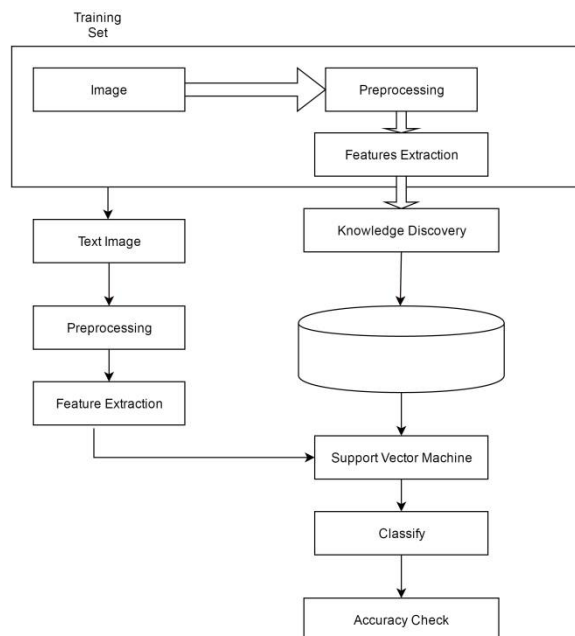 Training
Set
Image
Preprocessing
Features Extraction
Text Image
Knowledge Discovery
Preprocessing
Feature Extraction
Support Vector Machine
Classify
Accuracy Check